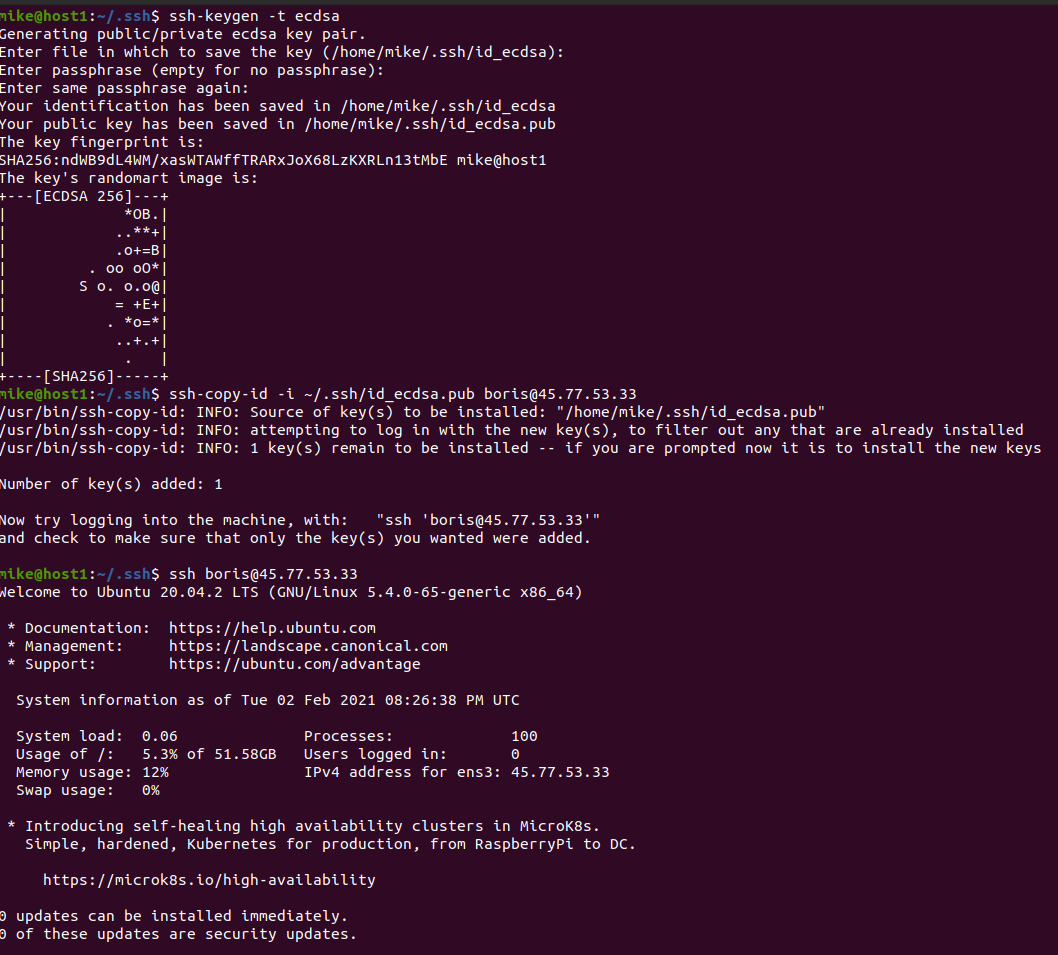 mike@host1:~/.ssh$ ssh-keygen -t ecdsa
Generating public/private ecdsa key pair.
Enter file in which to save the key (/home/mike/.ssh/id_ecdsa):
Enter passphrase (empty for no passphrase):
Enter same passphrase again:
Your identification has been saved in /home/mike/.ssh/id_ecdsa
Your public key has been saved in /home/mike/.ssh/id_ecdsa.pub
The key fingerprint is:
SHA256:ndWB9dL4WM/xasWTAWffTRARxJoX68LzKXRLn13tMbE mike@host1
The key's randomart image is:
+---[ECDSA 256]---+
|             *OB.|
|            ..**+|
|            .o+=B|
|         . oo oO*|
|        S o. o.o@|
|            = +E+|
|           . *o=*|
|            ..+.+|
|             .   |
+----[SHA256]-----+
mike@host1:~/.ssh$ ssh-copy-id -i ~/.ssh/id_ecdsa.pub boris@45.77.53.33
/usr/bin/ssh-copy-id: INFO: Source of key(s) to be installed: "/home/mike/.ssh/id_ecdsa.pub"
/usr/bin/ssh-copy-id: INFO: attempting to log in with the new key(s), to filter out any that are already installed
/usr/bin/ssh-copy-id: INFO: 1 key(s) remain to be installed -- if you are prompted now it is to install the new keys
Number of key(s) added: 1
Now try logging into the machine, with:   "ssh 'boris@45.77.53.33'"
and check to make sure that only the key(s) you wanted were added.
mike@host1:~/.ssh$ ssh boris@45.77.53.33
Welcome to Ubuntu 20.04.2 LTS (GNU/Linux 5.4.0-65-generic x86_64)
 * Documentation:  https://help.ubuntu.com
 * Management:     https://landscape.canonical.com
 * Support:        https://ubuntu.com/advantage
  System information as of Tue 02 Feb 2021 08:26:38 PM UTC
  System load:  0.06              Processes:             100
  Usage of /:   5.3% of 51.58GB   Users logged in:       0
  Memory usage: 12%               IPv4 address for ens3: 45.77.53.33
  Swap usage:   0%
 * Introducing self-healing high availability clusters in MicroK8s.
   Simple, hardened, Kubernetes for production, from RaspberryPi to DC.
     https://microk8s.io/high-availability
0 updates can be installed immediately.
0 of these updates are security updates.